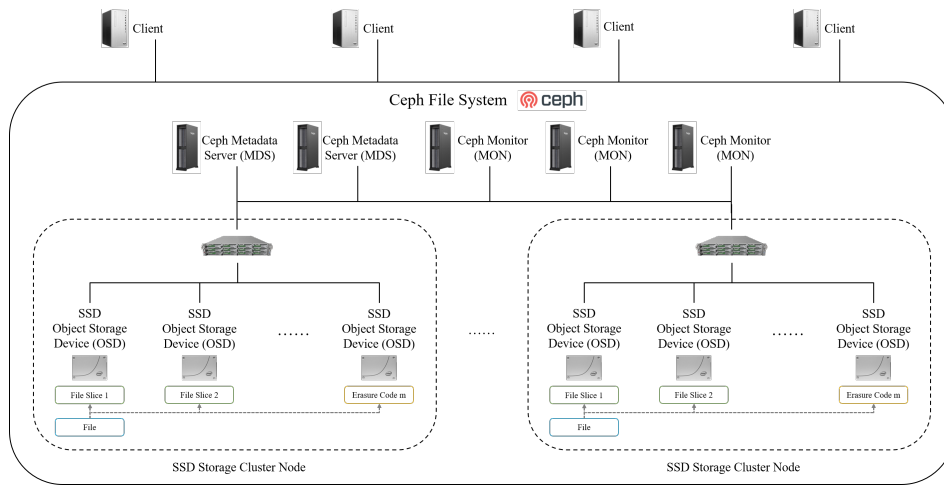 Client
Client
Client
Client
Ceph File System ceph
Ceph Metadata
Server (MDS)
Ceph Metadata
Server (MDS)
Ceph Monitor
(MON)
Ceph Monitor
(MON)
Ceph Monitor
(MON)
SSD
Object Storage
Device (OSD)
SSD
Object Storage
Device (OSD)
......
SSD
Object Storage
Device (OSD)
......
SSD
Object Storage
Device (OSD)
SSD
Object Storage
Device (OSD)
......
SSD
Object Storage
Device (OSD)
File Slice 1
File Slice 2
Erasure Code m
File Slice 1
File Slice 2
Erasure Code m
File
File
SSD Storage Cluster Node
SSD Storage Cluster Node